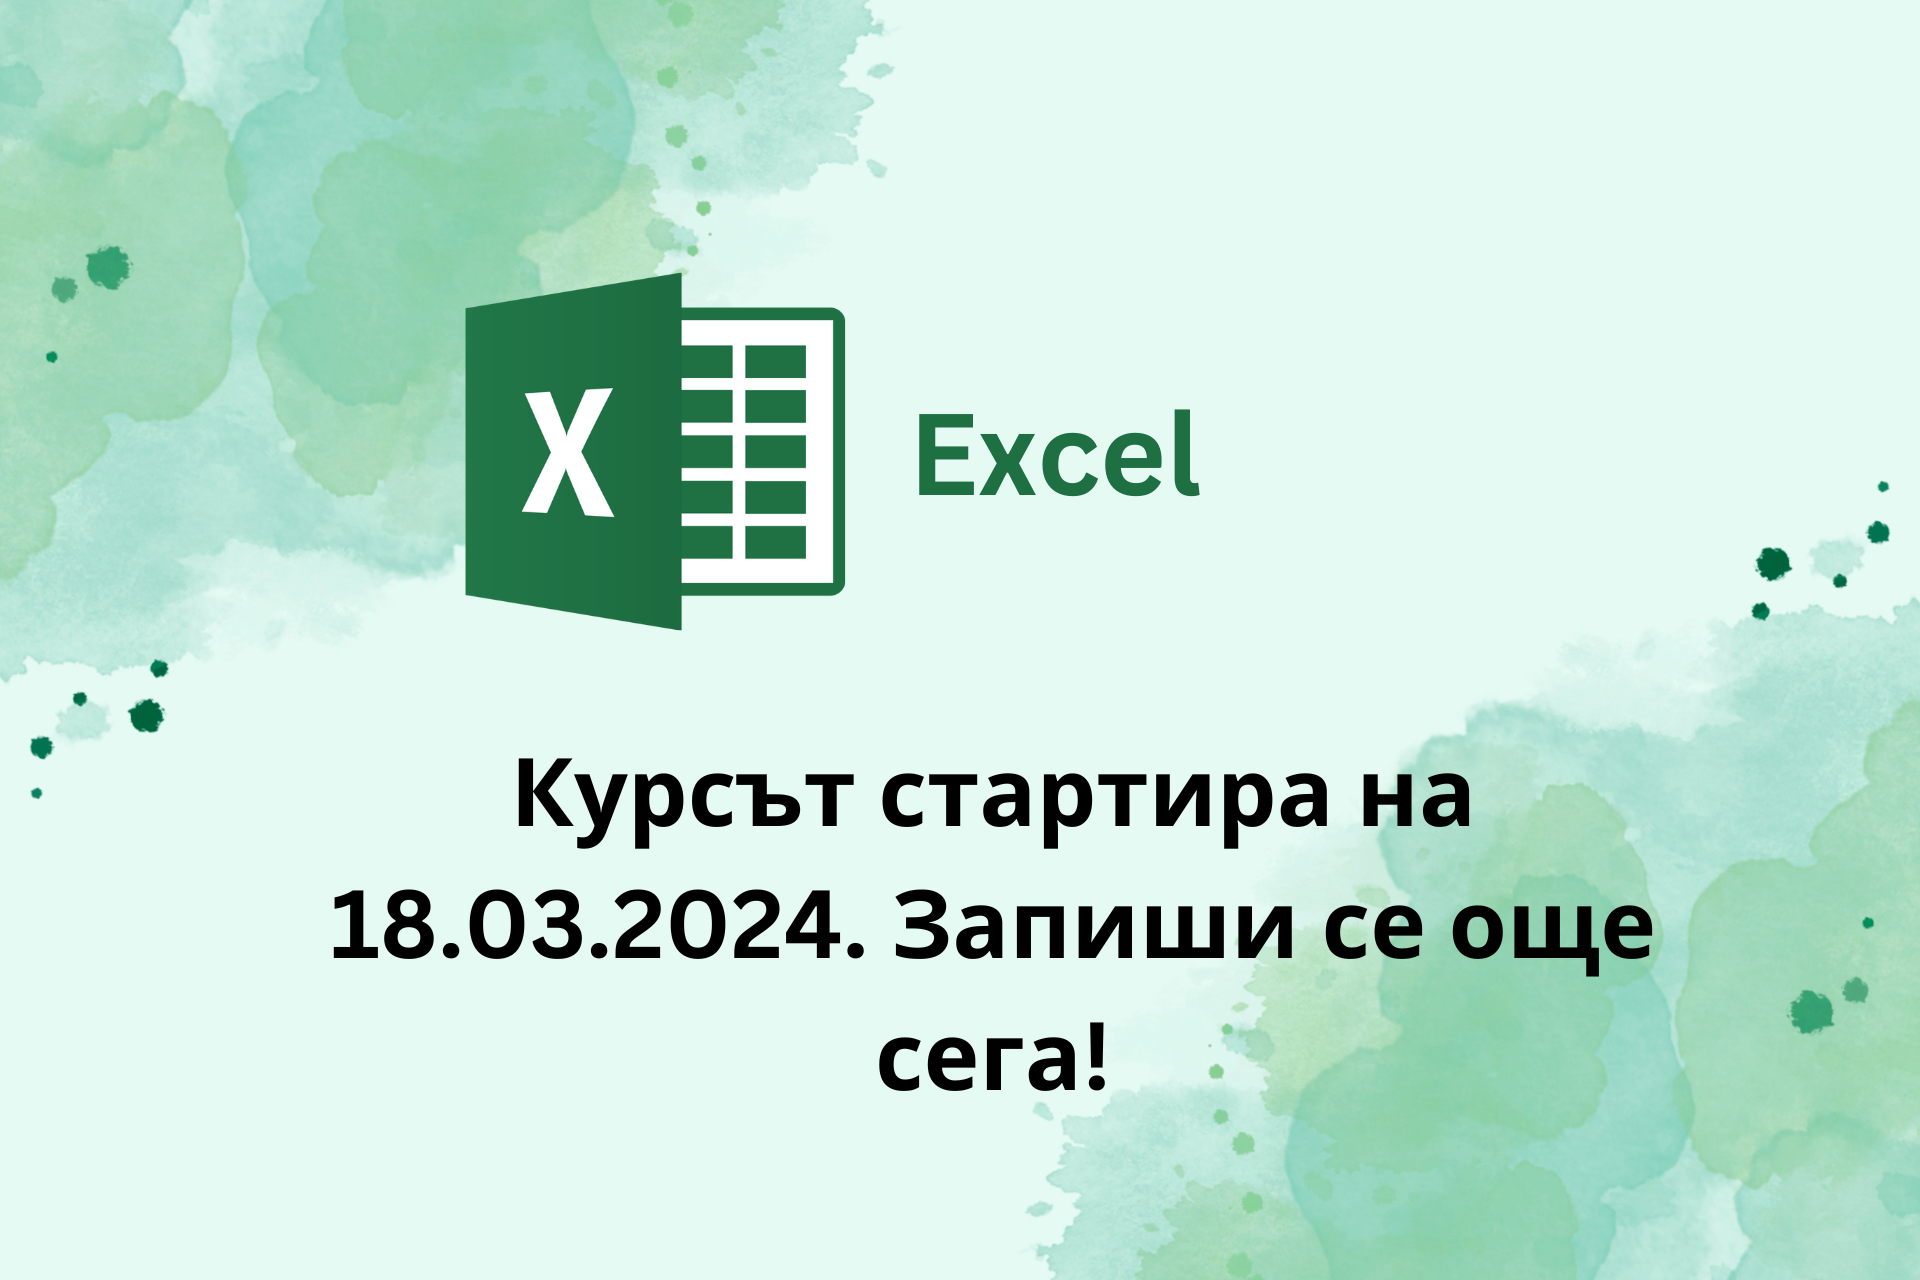 X
Excel
Курсът стартира на
18.03.2024. Запиши се още
сега!